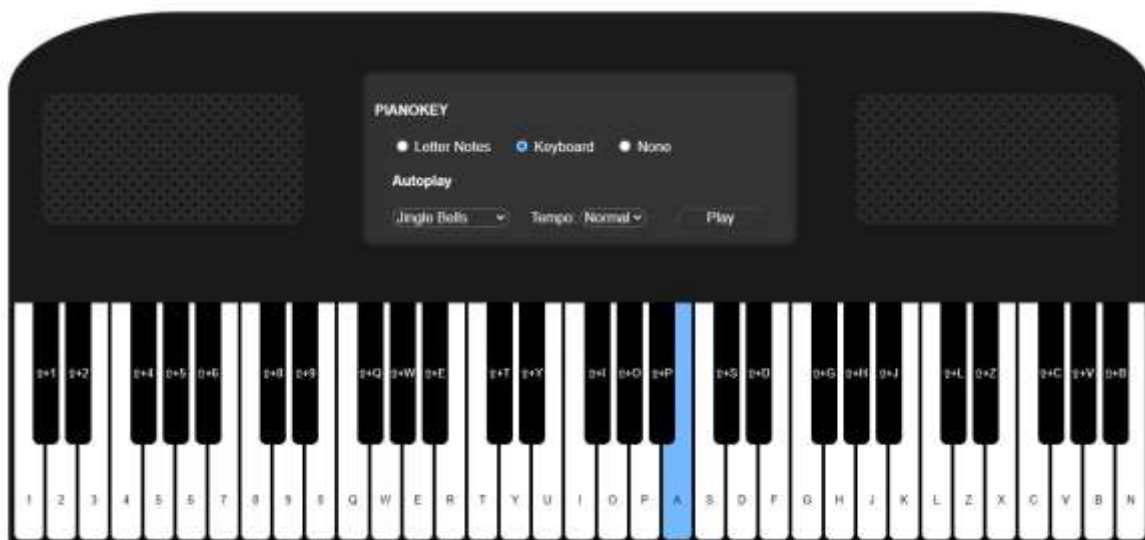 PIANOKEY
Letter Notes Keyboard None
Autoplay
Jingle Bells Tempo: Normal Play
⇧+1 ⇧+2 ⇧+4 ⇧+5 ⇧+6 ⇧+8 ⇧+9 ⇧+Q ⇧+W ⇧+E ⇧+T ⇧+Y ⇧+I ⇧+O ⇧+P ⇧+S ⇧+D ⇧+G ⇧+H ⇧+J ⇧+L ⇧+Z ⇧+C ⇧+V ⇧+B
1 2 3 4 5 6 7 8 9 0 Q W E R T Y U I O P A S D F G H J K L Z X C V B N